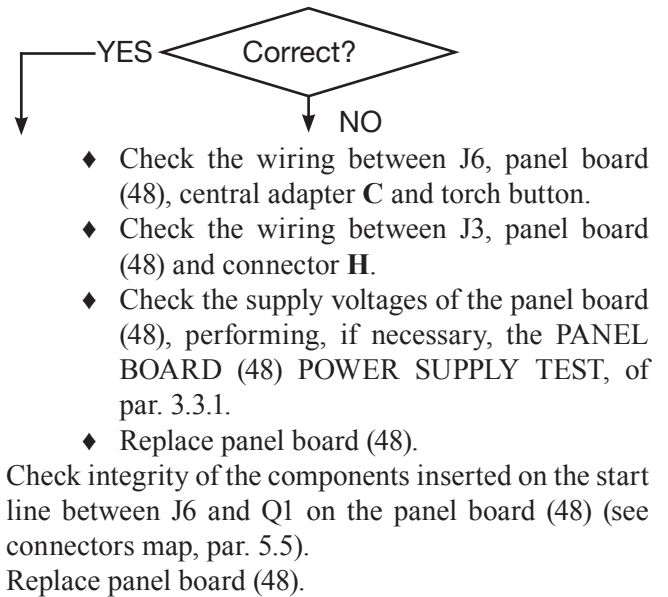 YES Correct?
NO
♦ Check the wiring between J6, panel board
(48), central adapter C and torch button.
♦ Check the wiring between J3, panel board
(48) and connector H.
♦ Check the supply voltages of the panel board
(48), performing, if necessary, the PANEL
BOARD (48) POWER SUPPLY TEST, of
par. 3.3.1.
♦ Replace panel board (48).
Check integrity of the components inserted on the start
line between J6 and Q1 on the panel board (48) (see
connectors map, par. 5.5).
Replace panel board (48).